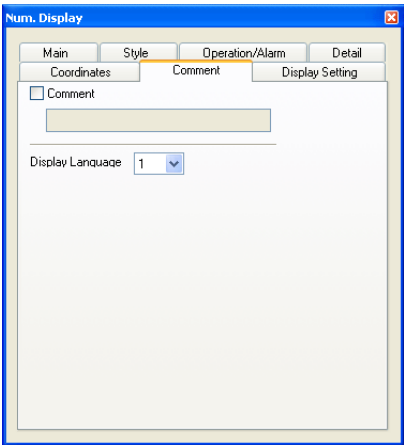 Num. Display
Main Style Operation/Alarm Detail
Coordinates Comment Display Setting
Comment
Display Language 1